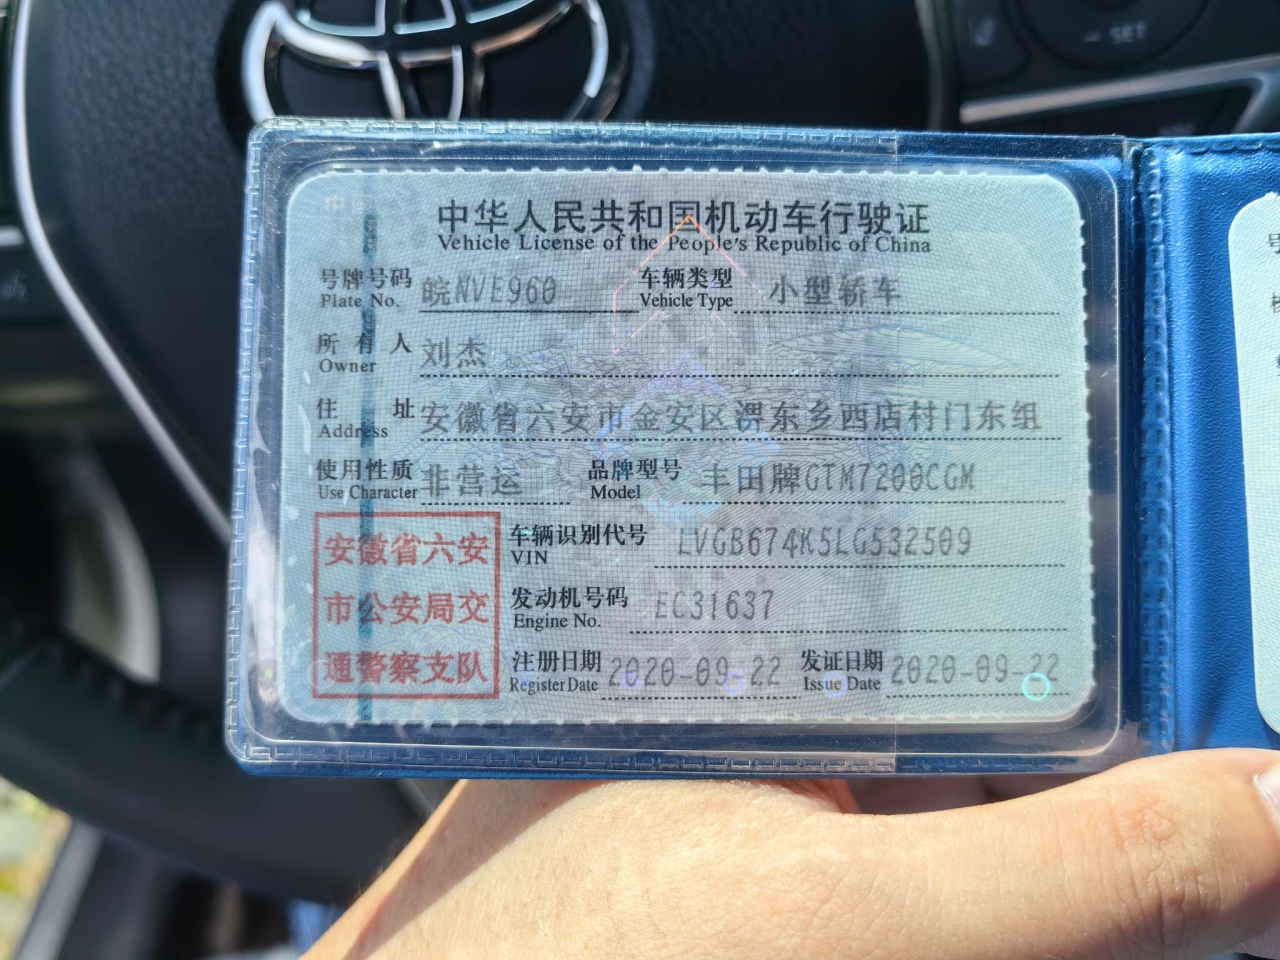 SET
中华人民共和国机动车行驶证
Vehicle License of the People's Republic of China
号牌号码 皖NVE960 车辆类型 小型轿车
Plate No. Vehicle Type
所有人 刘杰
Owner
住址 安徽省六安市金安区淠东乡西店村门东组
Address
使用性质 非营运 品牌型号 丰田牌GTM7200CGM
Use Character Model
车辆识别代号 LVGB674K5LG532509
VIN
发动机号码 EC31637
Engine No.
注册日期 2020-09-22 发证日期 2020-09-22
Register Date Issue Date
安徽省六安
市公安局交
通警察支队
号